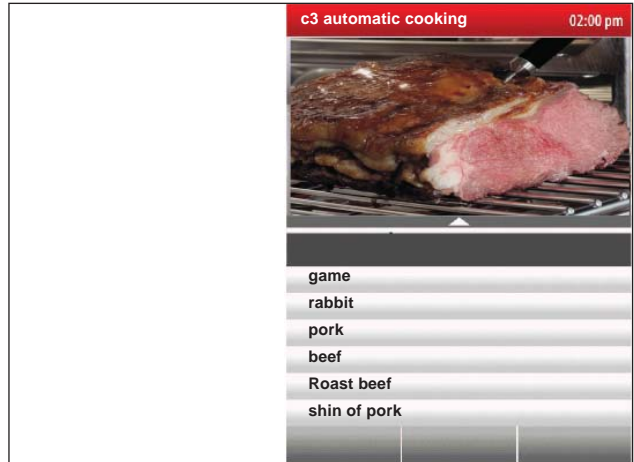 c3 automatic cooking 02:00 pm
game
rabbit
pork
beef
Roast beef
shin of pork